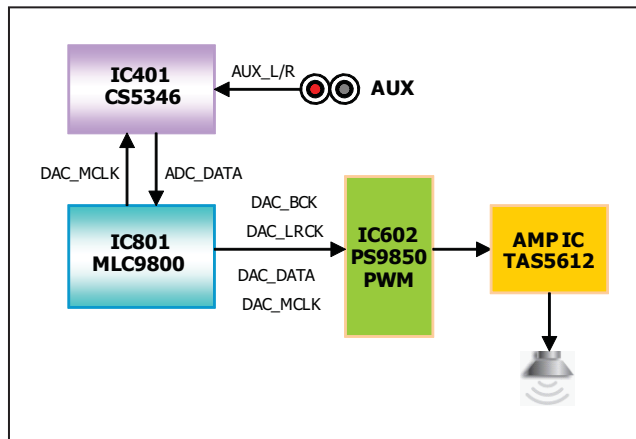 IC401
CS5346
AUX_L/R
AUX
DAC_MCLK
ADC_DATA
IC801
MLC9800
DAC_BCK
DAC_LRCK
DAC_DATA
DAC_MCLK
IC602
PS9850
PWM
AMP IC
TAS5612